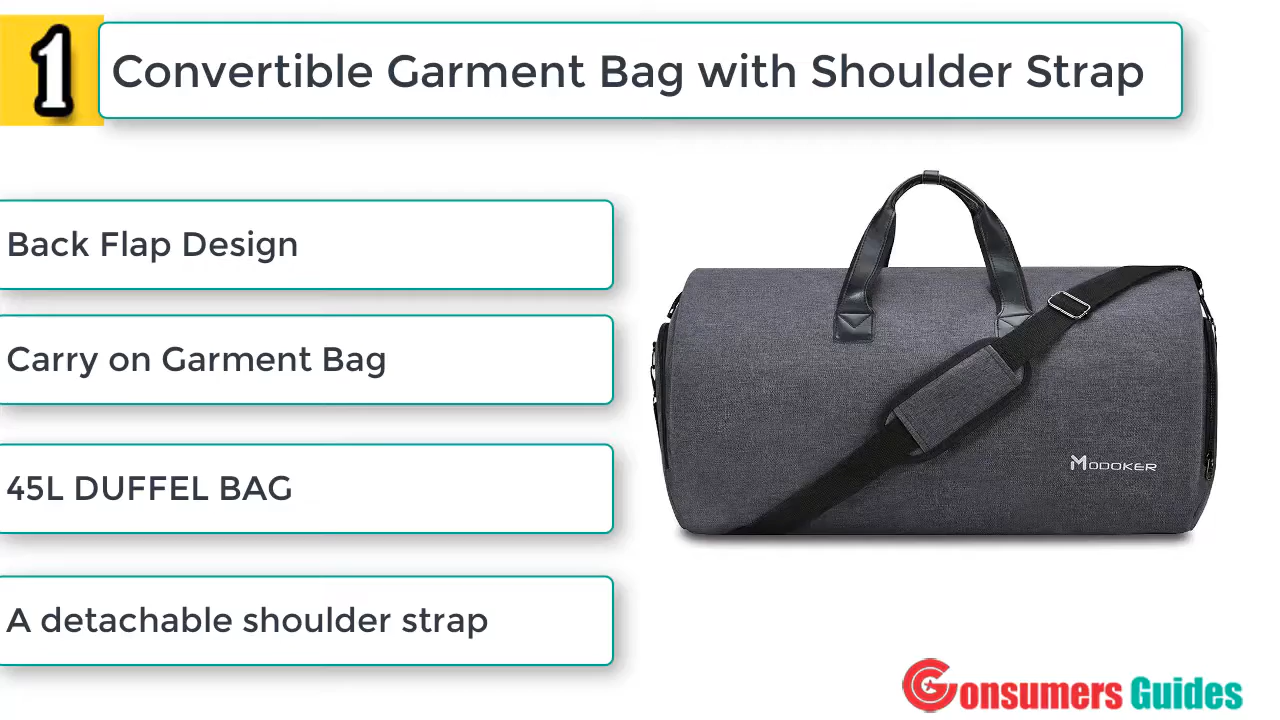 1
Convertible Garment Bag with Shoulder Strap
Back Flap Design
Carry on Garment Bag
45L DUFFEL BAG
A detachable shoulder strap
MODOKER
Consumers Guides